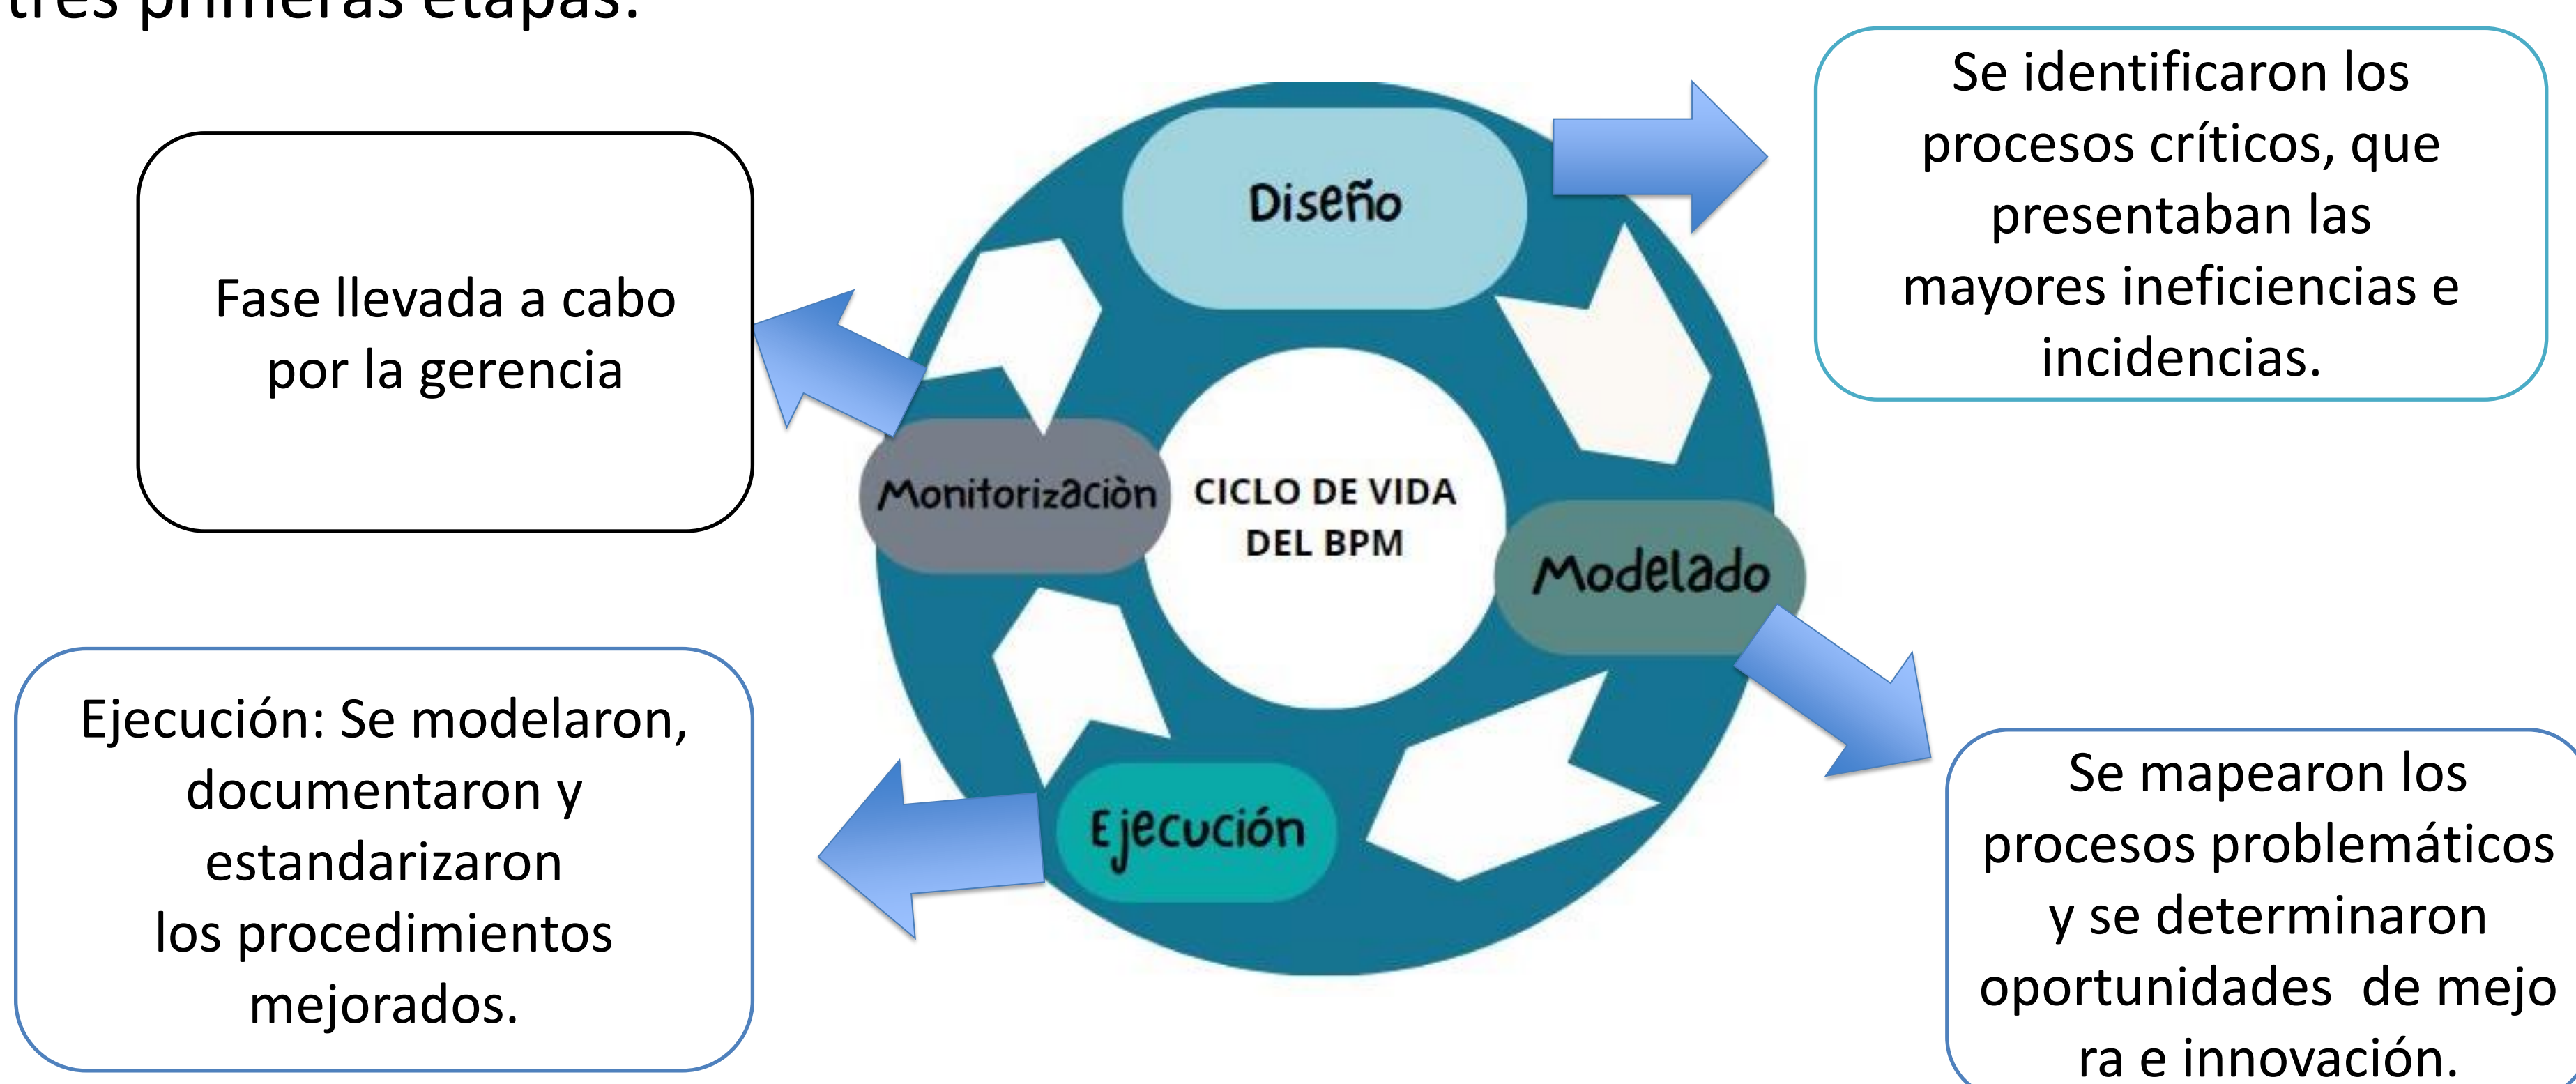 tres primeras etapas:
Se identificaron los
procesos críticos, que
presentaban las
mayores ineficiencias e
incidencias.
Diseño
Fase llevada a cabo
por la gerencia
Monitorizaciòn
CICLO DE VIDA
DEL BPM
Modelado
Ejecución: Se modelaron,
documentaron y
estandarizaron
los procedimientos
mejorados.
Ejecución
Se mapearon los
procesos problemáticos
y se determinaron
oportunidades  de mejo
ra e innovación.